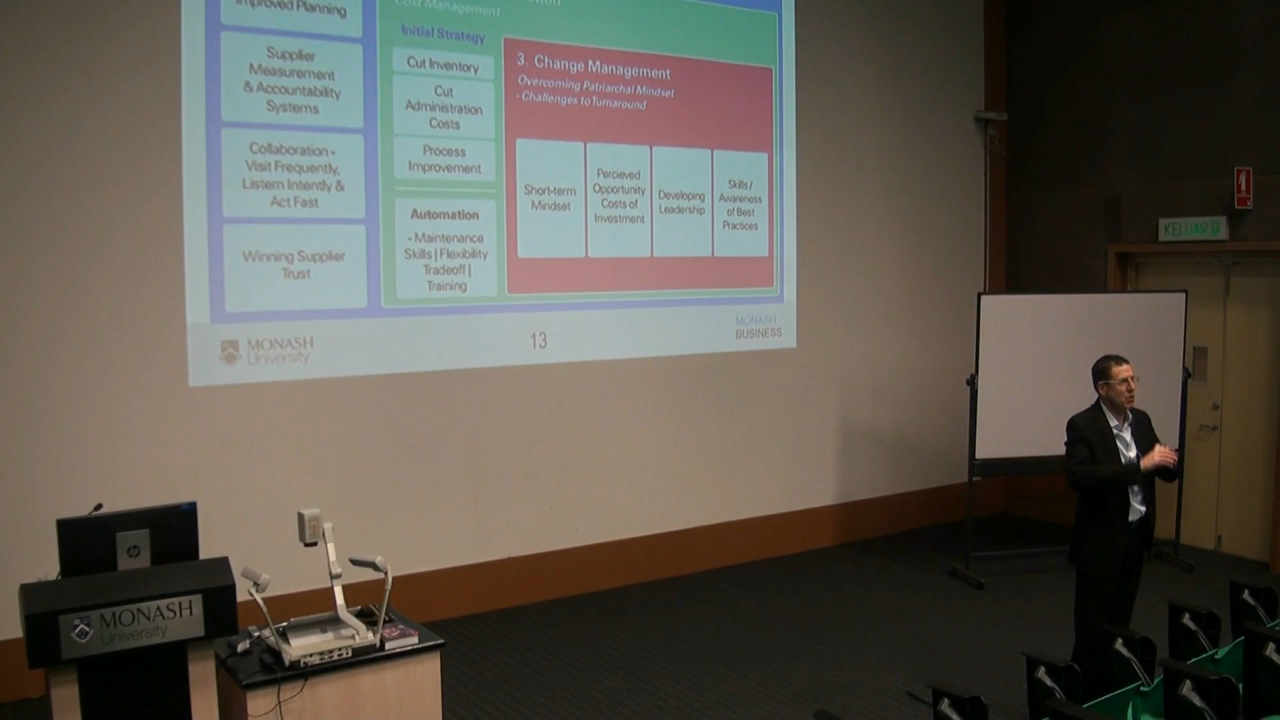 Improved Planning
Supplier
Measurement
& Accountability
Systems
Collaboration -
Visit Frequently,
Listern Intently &
Act Fast
Winning Supplier
Trust
Cost Management
Initial Strategy
Cut Inventory
Cut
Administration
Costs
Process
Improvement
Automation
- Maintenance
Skills | Flexibility
Tradeoff |
Training
3. Change Management
Overcoming Patriarchal Mindset
- Challenges to Turnaround
Short-term
Mindset
Percieved
Opportunity
Costs of
Investment
Developing
Leadership
Skills /
Awareness
of Best
Practices
MONASH
University
13
MONASH
BUSINESS
KELUAR
hp
MONASH
University